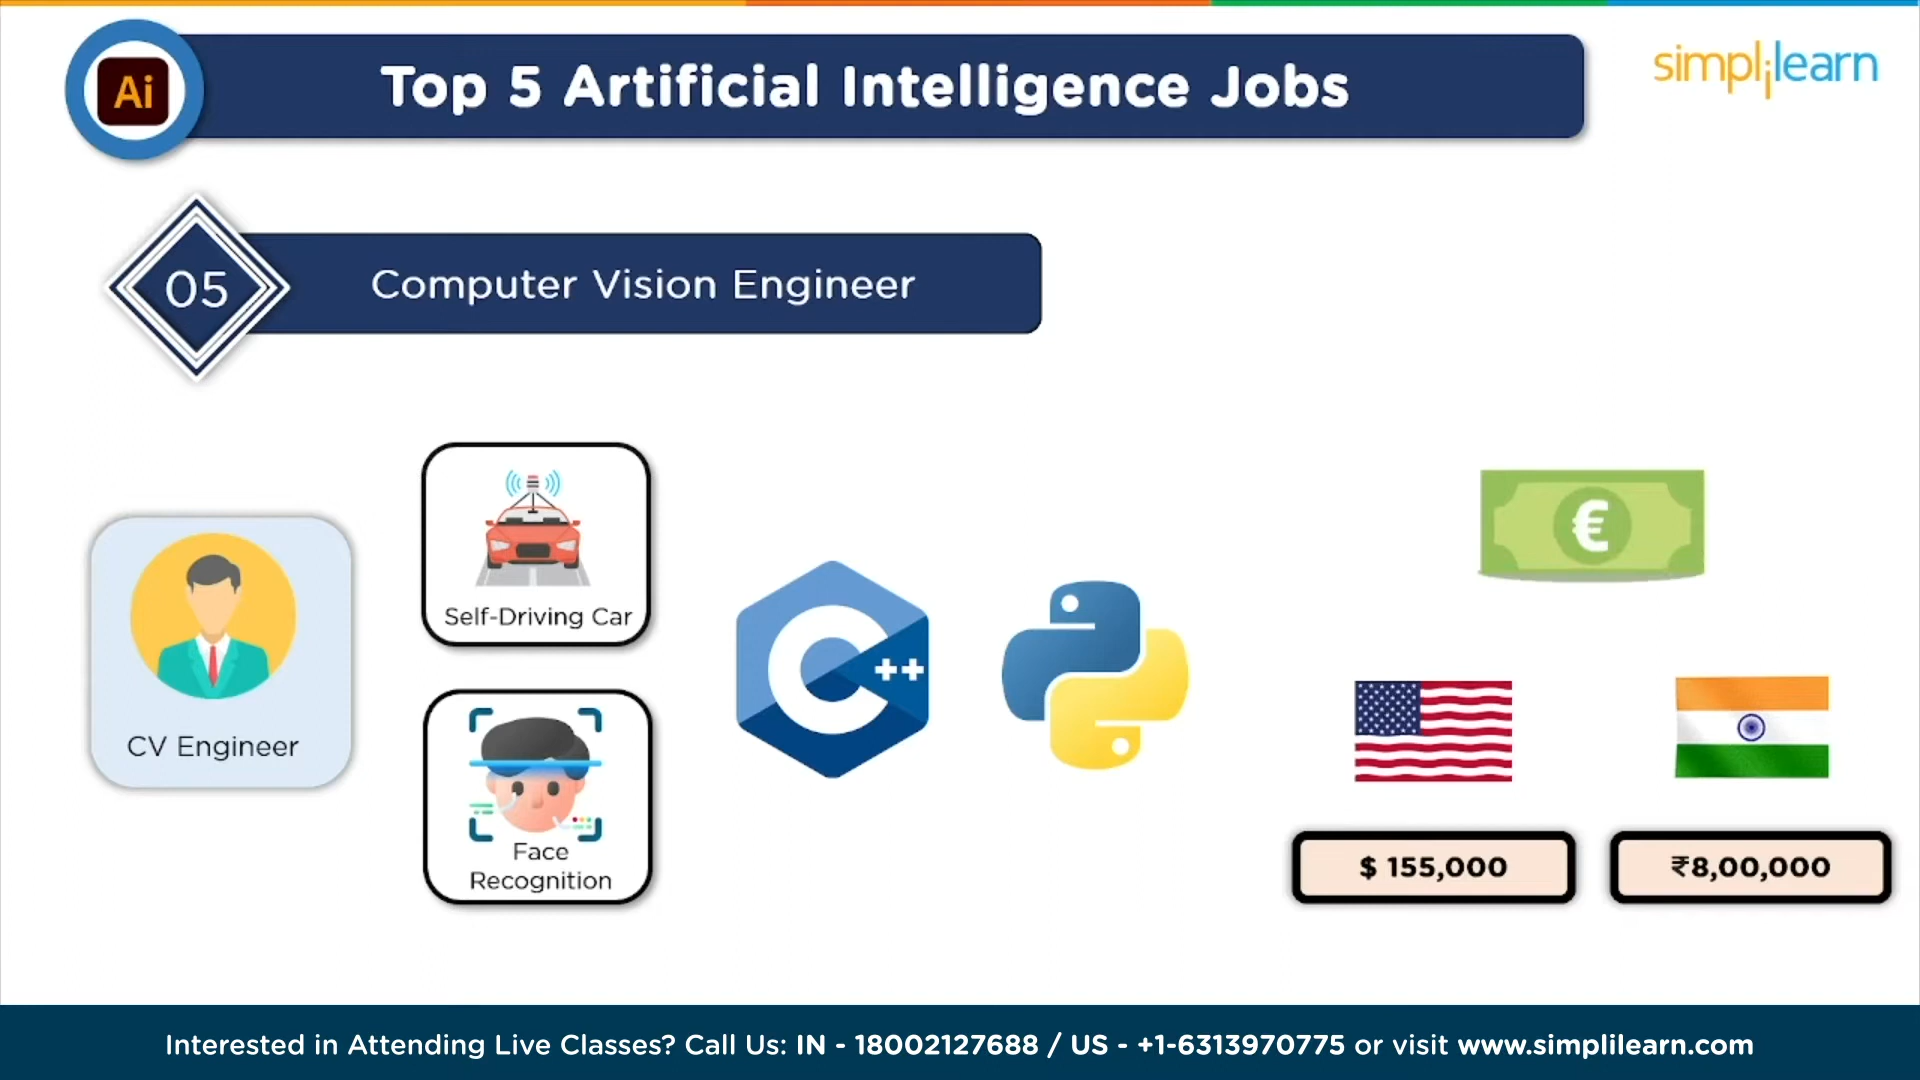 Ai
Top 5 Artificial Intelligence Jobs
simplilearn
05
Computer Vision Engineer
Self-Driving Car
CV Engineer
Face
Recognition
C++
€
$ 155,000
₹8,00,000
Interested in Attending Live Classes? Call Us: IN - 18002127688 / US - +1-6313970775 or visit www.simplilearn.com